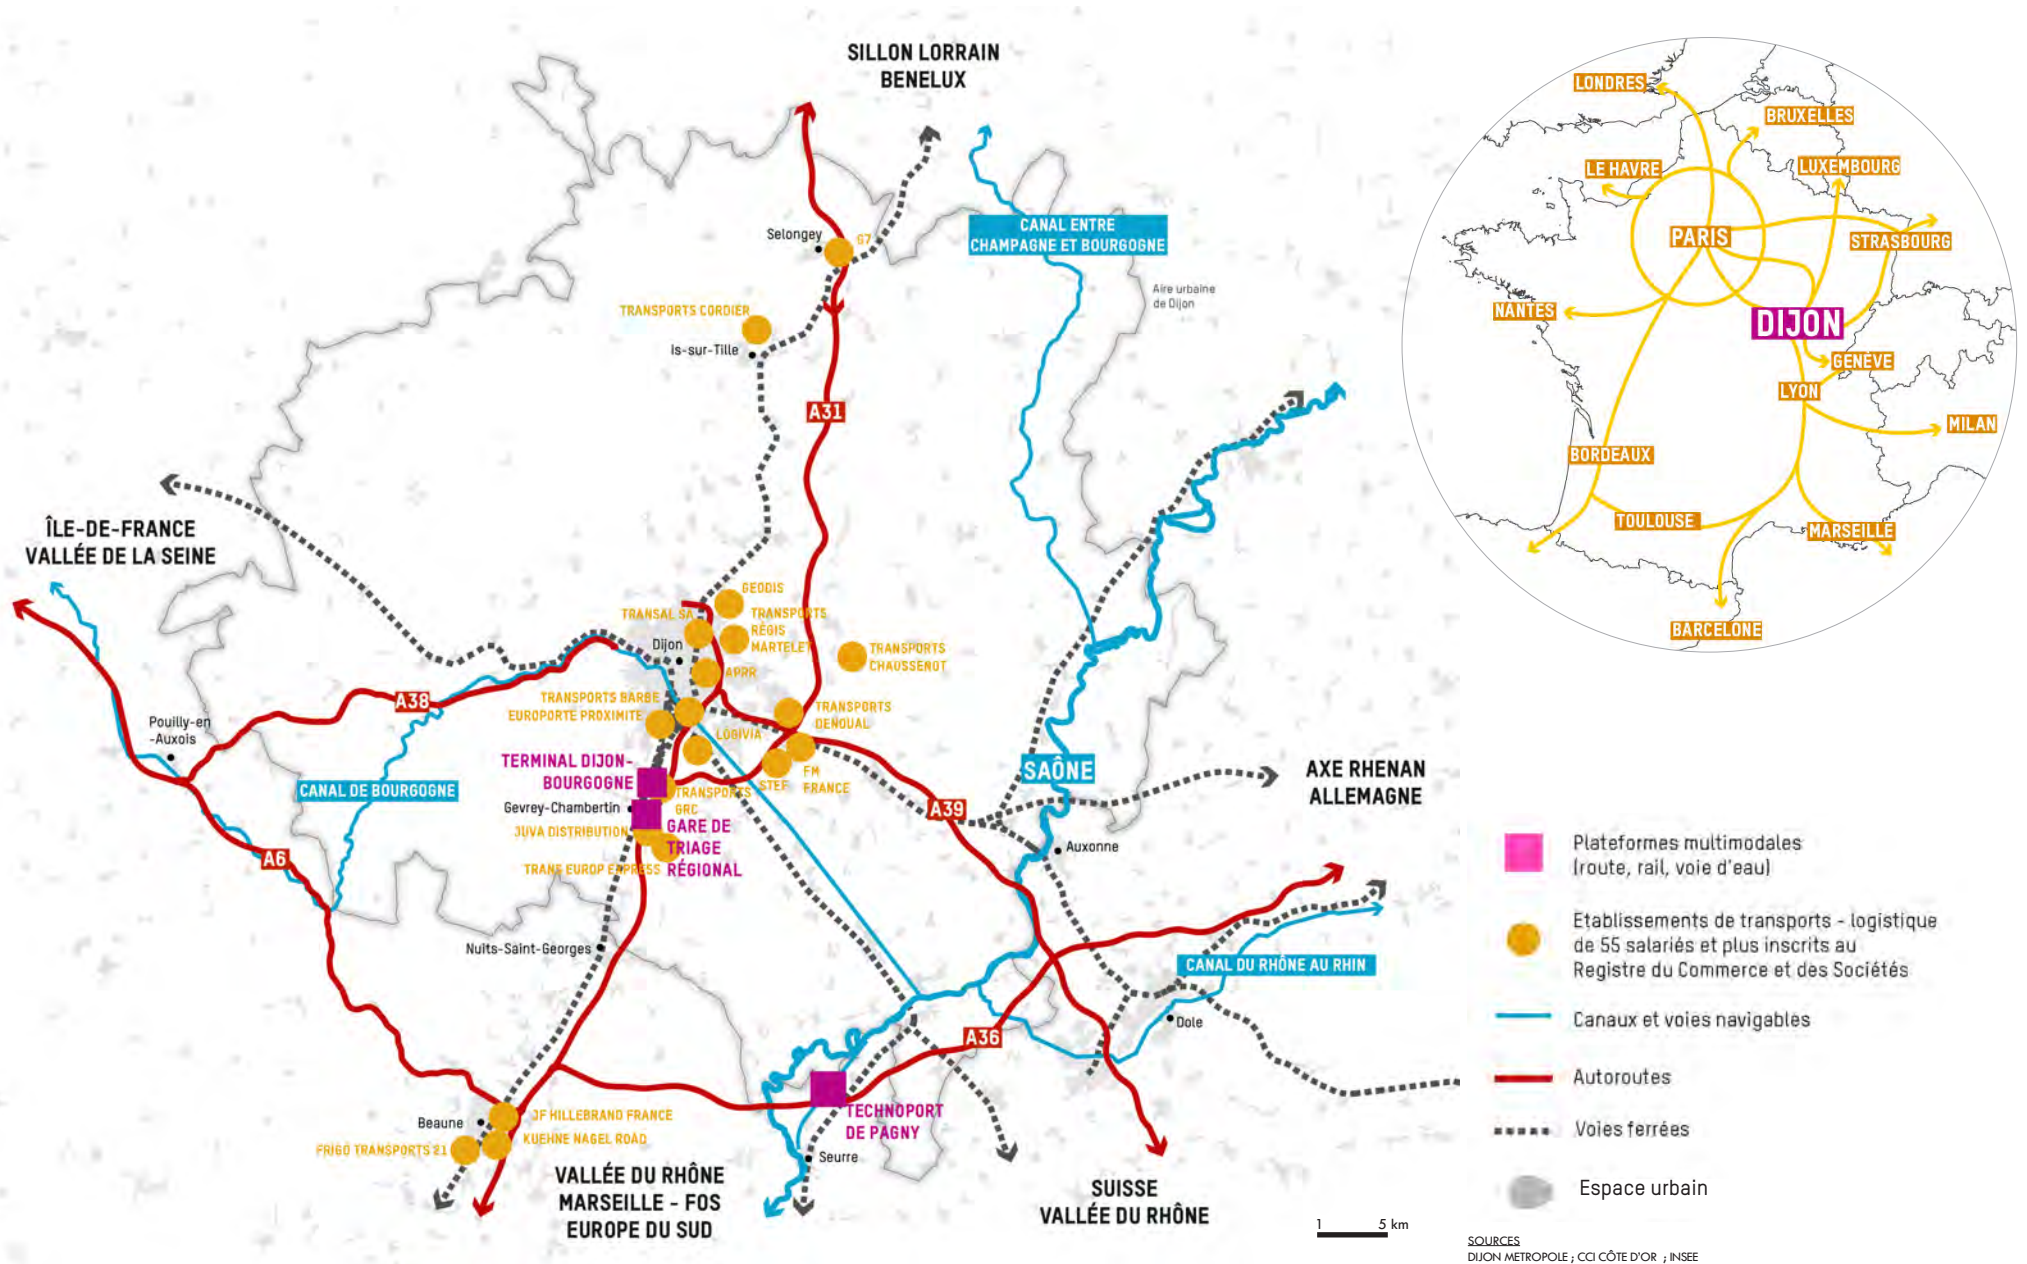 SILLON LORRAIN
BENELUX
CANAL ENTRE
CHAMPAGNE ET BOURGOGNE
Selongey
G7
Aire urbaine
de Dijon
TRANSPORTS CORDIER
Is-sur-Tille
A31
ÎLE-DE-FRANCE
VALLÉE DE LA SEINE
GEODIS
TRANSAL SA
TRANSPORTS
RÉGIS
MARTELET
Dijon
TRANSPORTS
CHAUSSENOT
APRR
A38
TRANSPORTS BARBE
EUROPORTE PROXIMITE
TRANSPORTS
DENOUAL
LOGIVIA
Pouilly-en
-Auxois
TERMINAL DIJON-
BOURGOGNE
FM
FRANCE
STEF
SAÔNE
AXE RHENAN
ALLEMAGNE
CANAL DE BOURGOGNE
TRANSPORTS
GRC
Gevrey-Chambertin
A39
JUVA DISTRIBUTION
GARE DE
TRIAGE
RÉGIONAL
TRANS EUROP EXPRESS
Auxonne
A6
Nuits-Saint-Georges
CANAL DU RHÔNE AU RHIN
Dole
A36
TECHNOPORT
DE PAGNY
Beaune
JF HILLEBRAND FRANCE
KUEHNE NAGEL ROAD
FRIGO TRANSPORTS 21
Seurre
VALLÉE DU RHÔNE
MARSEILLE - FOS
EUROPE DU SUD
SUISSE
VALLÉE DU RHÔNE
1 5 km
LONDRES
BRUXELLES
LE HAVRE
LUXEMBOURG
PARIS
STRASBOURG
NANTES
DIJON
GENÈVE
LYON
MILAN
BORDEAUX
TOULOUSE
MARSEILLE
BARCELONE
Plateformes multimodales
(route, rail, voie d'eau)
Etablissements de transports - logistique
de 55 salariés et plus inscrits au
Registre du Commerce et des Sociétés
Canaux et voies navigables
Autoroutes
Voies ferrées
Espace urbain
SOURCES
DIJON METROPOLE ; CCI CÔTE D'OR ; INSEE